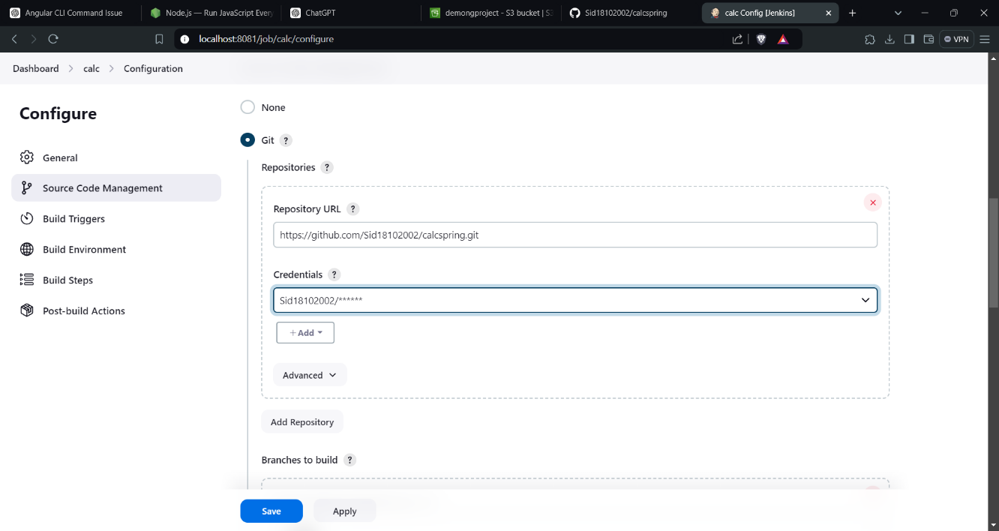 Angular CLI Command Issue
Node.js — Run JavaScript Every
ChatGPT
demongproject - S3 bucket | S3
Sid18102002/calcspring
calc Config [Jenkins]
localhost:8081/job/calc/configure
VPN
Dashboard > calc > Configuration
Configure
General
Source Code Management
Build Triggers
Build Environment
Build Steps
Post-build Actions
None
Git ?
Repositories ?
Repository URL ?
https://github.com/Sid18102002/calcspring.git
Credentials ?
Sid18102002/******
+ Add
Advanced
Add Repository
Branches to build ?
Save
Apply